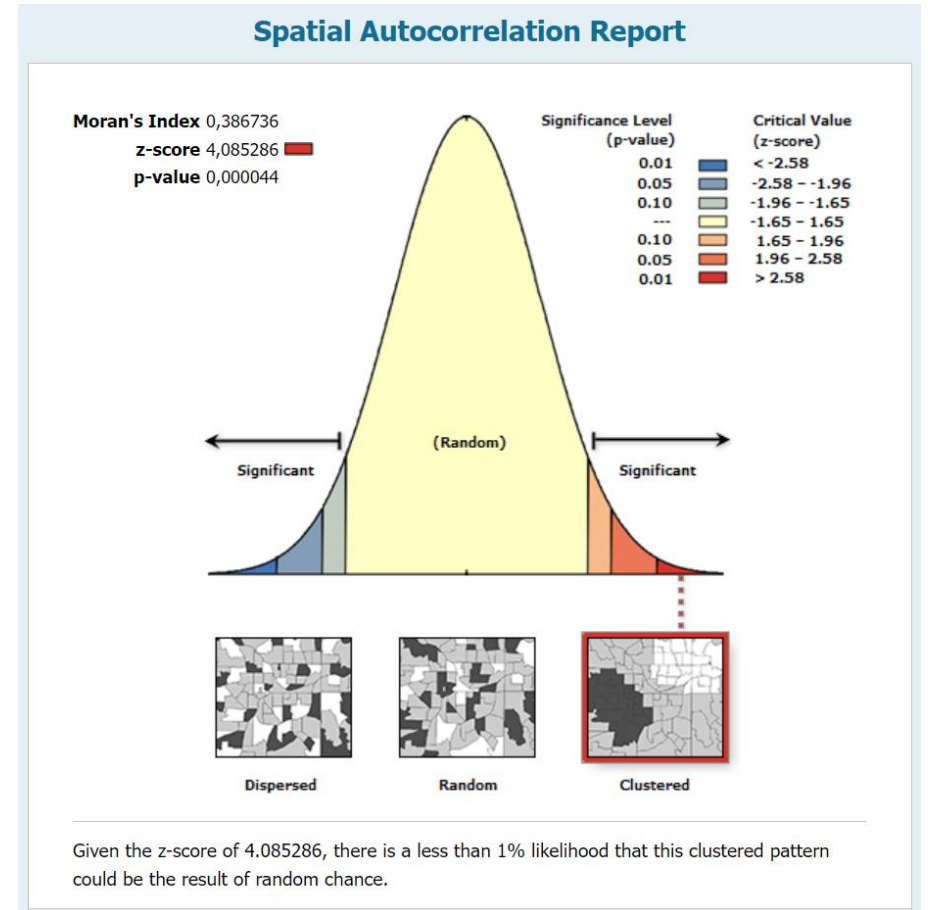 Spatial Autocorrelation Report
Moran's Index 0,386736
z-score 4,085286
p-value 0,000044
Significance Level (p-value) Critical Value (z-score)
0.01 < -2.58
0.05 -2.58 - -1.96
0.10 -1.96 - -1.65
--- -1.65 - 1.65
0.10 1.65 - 1.96
0.05 1.96 - 2.58
0.01 > 2.58
(Random)
Significant Significant
Dispersed Random Clustered
Given the z-score of 4.085286, there is a less than 1% likelihood that this clustered pattern
could be the result of random chance.